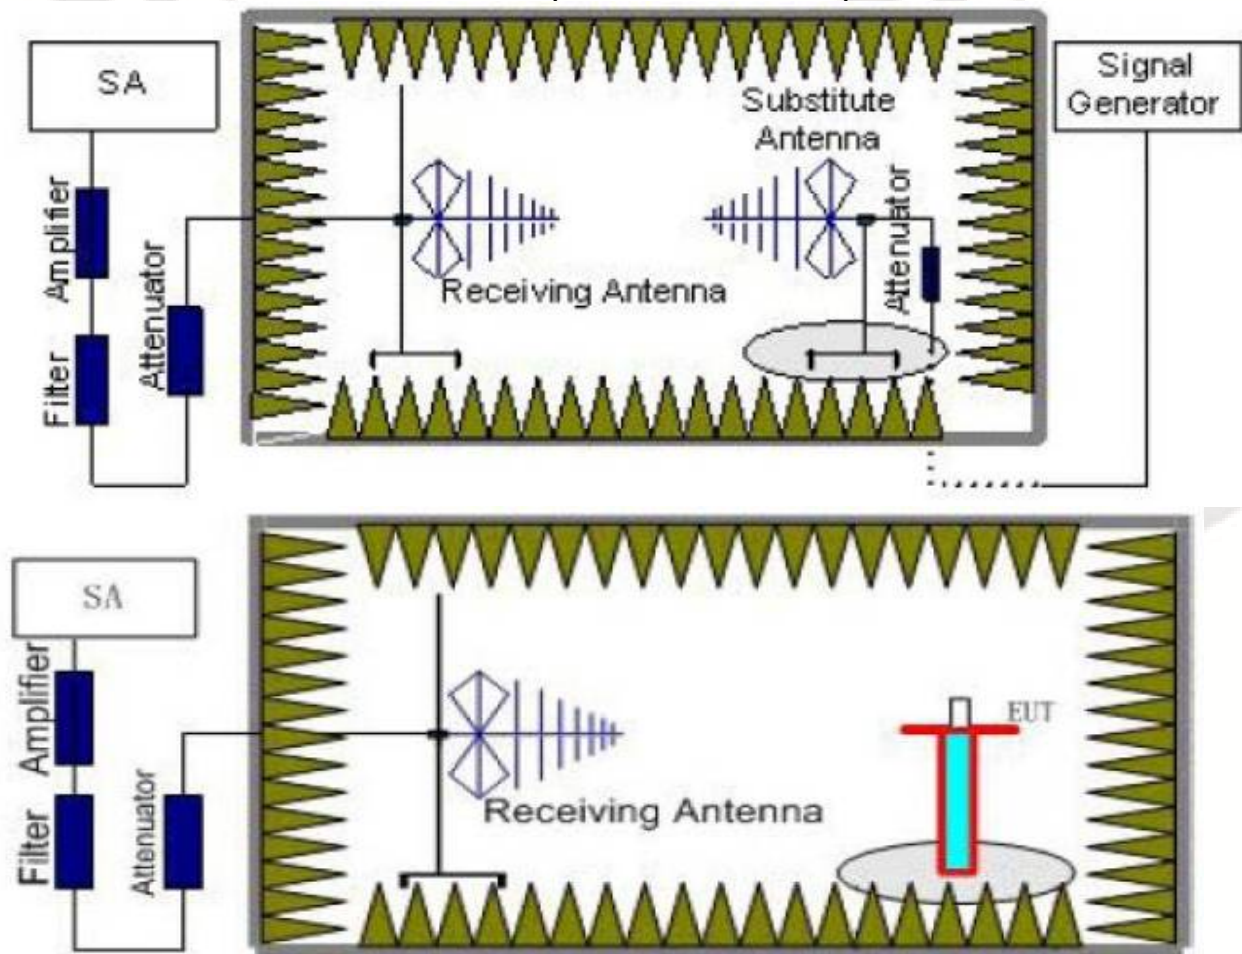 SA
Signal
Generator
Substitute
Antenna
Amplifier
Attenuator
Attenuator
Receiving Antenna
Filter
SA
Amplifier
EUT
Receiving Antenna
Filter
Attenuator